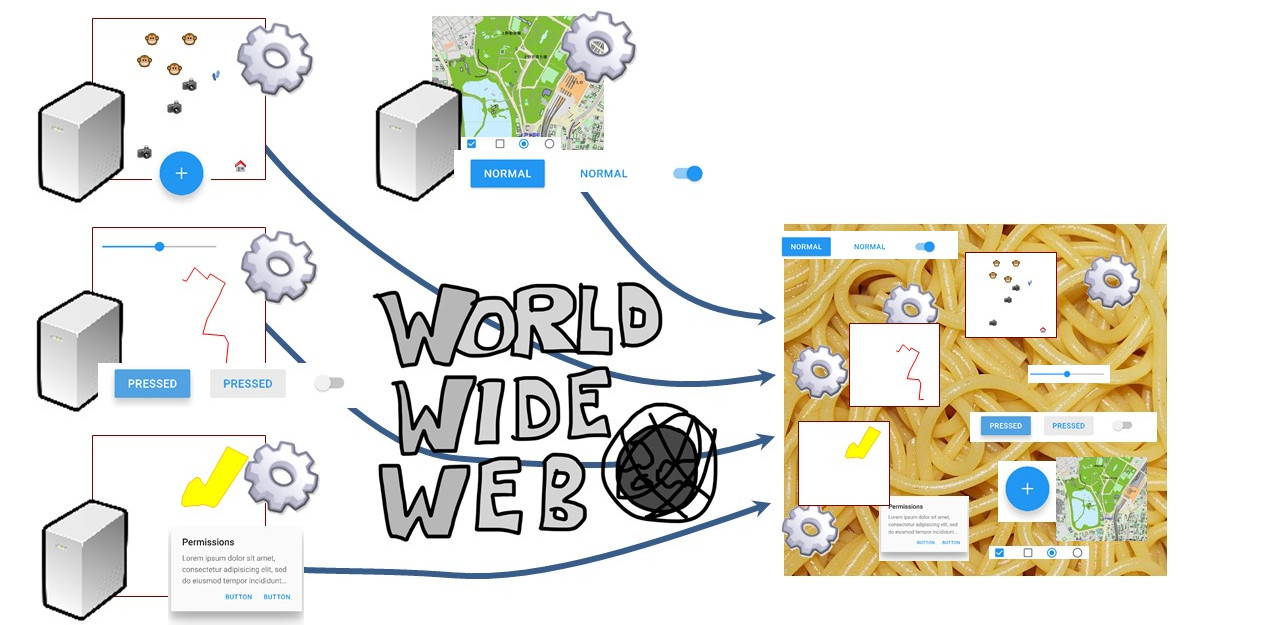 NORMAL
NORMAL
PRESSED
PRESSED
Permissions
Lorem ipsum dolor sit amet,
consectetur adipiscing elit, sed
do eiusmod tempor incididunt...
BUTTON
BUTTON
WORLD
WIDE
WEB
NORMAL
NORMAL
PRESSED
PRESSED
Permissions
Lorem ipsum dolor sit amet,
consectetur adipiscing elit, sed
do eiusmod tempor incididunt...
BUTTON
BUTTON